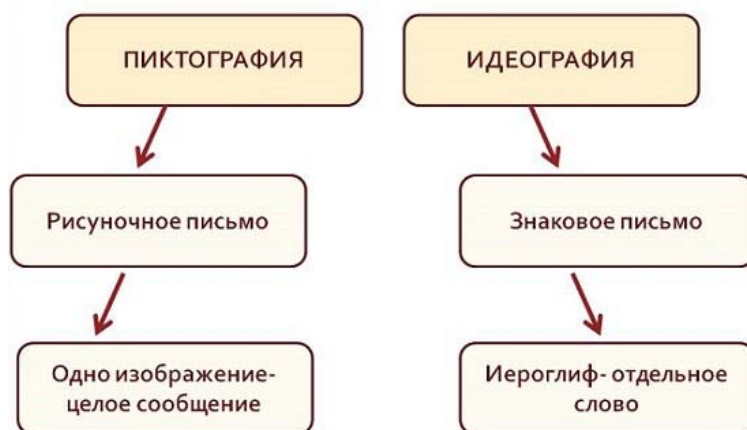 ПИКТОГРАФИЯ
ИДЕОГРАФИЯ
Рисуночное письмо
Знаковое письмо
Одно изображение-
целое сообщение
Иероглиф- отдельное
слово